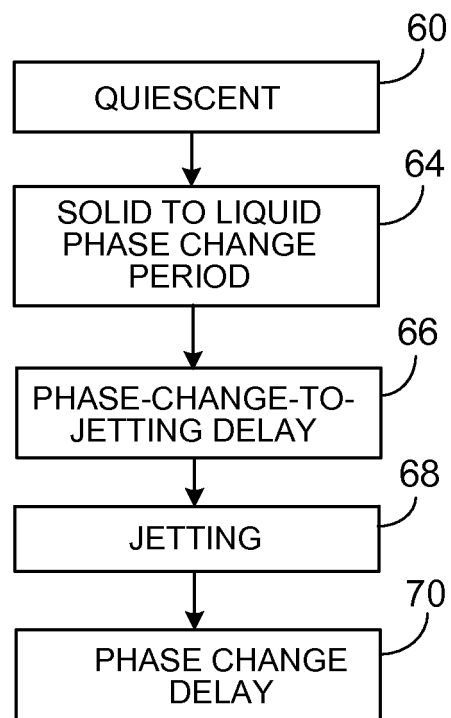 60
QUIESCENT
64
SOLID TO LIQUID
PHASE CHANGE
PERIOD
66
PHASE-CHANGE-TO-
JETTING DELAY
68
JETTING
70
PHASE CHANGE
DELAY